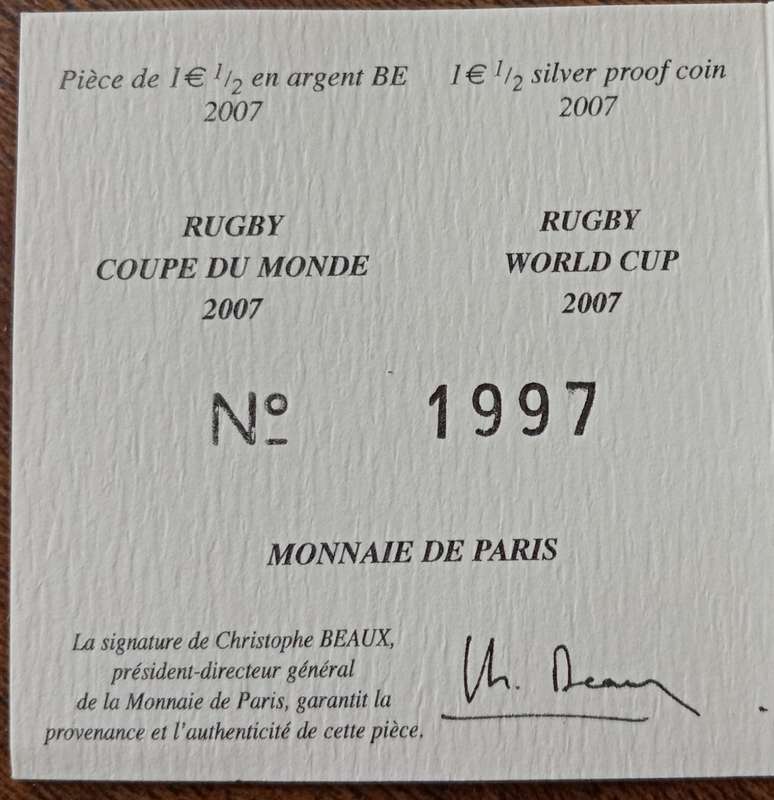 Pièce de 1€ 1/2 en argent BE
2007
1€ 1/2 silver proof coin
2007
RUGBY
COUPE DU MONDE
2007
RUGBY
WORLD CUP
2007
Nº 1997
MONNAIE DE PARIS
La signature de Christophe BEAUX,
président-directeur général
de la Monnaie de Paris, garantit la
provenance et l'authenticité de cette pièce.
Ch. Beaux